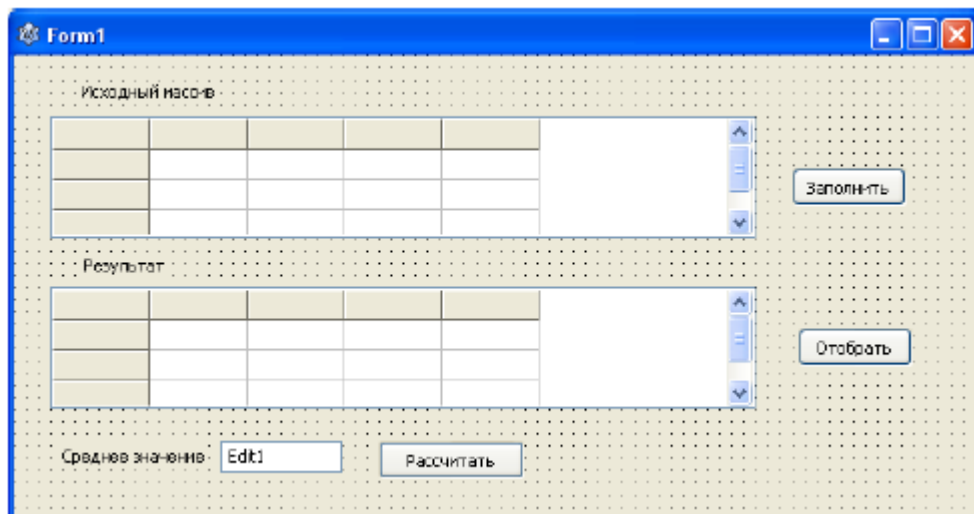 Form1
Исходный массив
Заполнить
Результат
Отобрать
Среднее значение Edit1 Рассчитать